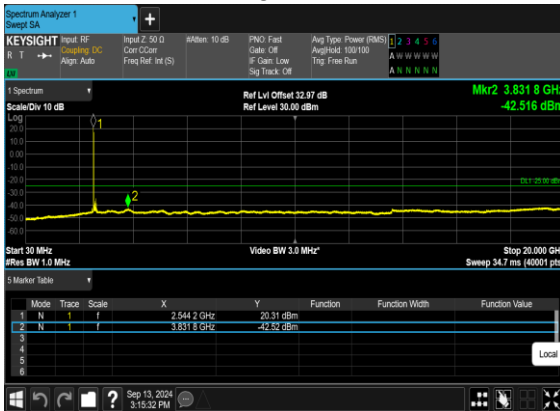 Spectrum Analyzer 1
Swept SA
KEYSIGHT Input: RF Input Z: 50 Ω #Atten: 10 dB PNO: Fast Avg Type: Power (RMS) 1 2 3 4 5 6
R T Coupling: DC Corr CCorr Gate: Off Avg|Hold: 100/100 A W W W W W
Align: Auto Freq Ref: Int (S) IF Gain: Low Trig: Free Run
LNI Sig Track: Off A N N N N N
1 Spectrum Ref Lvl Offset 32.97 dB Mkr2 3.831 8 GHz
Scale/Div 10 dB Ref Level 30.00 dBm -42.516 dBm
Log
20.0
10.0
0.00
-10.0
-20.0
-30.0
-40.0
-50.0
-60.0
1
2
DL1 -25.00 dBm
Start 30 MHz Video BW 3.0 MHz* Stop 20.000 GHz
#Res BW 1.0 MHz Sweep 34.7 ms (40001 pts
5 Marker Table
Mode Trace Scale X Y Function Function Width Function Value
1 N 1 f 2.544 2 GHz 20.31 dBm
2 N 1 f 3.831 8 GHz -42.52 dBm
3
4
5
6
Local
? Sep 13, 2024
3:15:32 PM